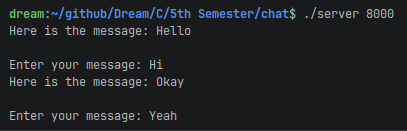 dream:~/github/Dream/C/5th Semester/chat$ ./server 8000
Here is the message: Hello
Enter your message: Hi
Here is the message: Okay
Enter your message: Yeah